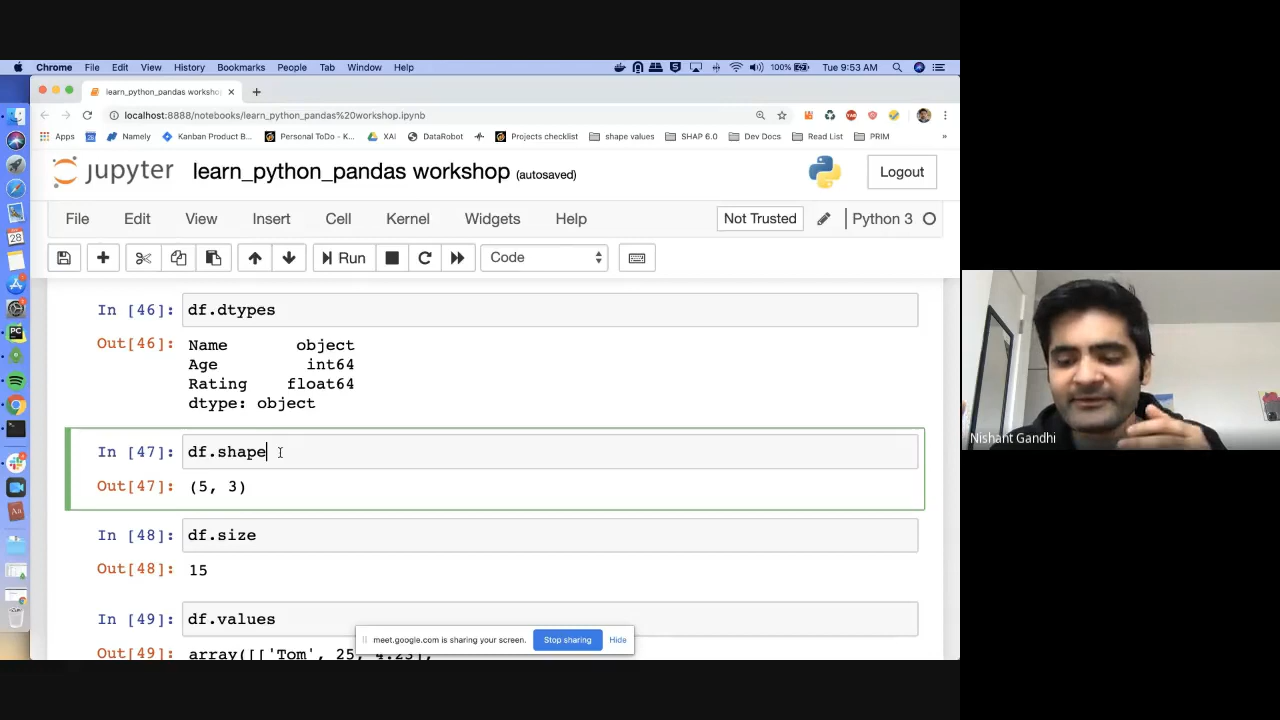 Chrome File Edit View History Bookmarks People Tab Window Help 100% Tue 9:53 AM
learn_python_pandas worksho
localhost:8888/notebooks/learn_python_pandas%20workshop.ipynb
Apps Namely Kanban Product B... Personal ToDo - K... XAI DataRobot Projects checklist shape values SHAP 6.0 Dev Docs Read List PRIM »
jupyter learn_python_pandas workshop (autosaved) Logout
File Edit View Insert Cell Kernel Widgets Help Not Trusted Python 3
Run Code
In [46]: df.dtypes
Out[46]: Name object
Age int64
Rating float64
dtype: object
In [47]: df.shape
Out[47]: (5, 3)
In [48]: df.size
Out[48]: 15
In [49]: df.values
meet.google.com is sharing your screen. Stop sharing Hide
Out[49]: array([['Tom', 25, 4.23],
Nishant Gandhi